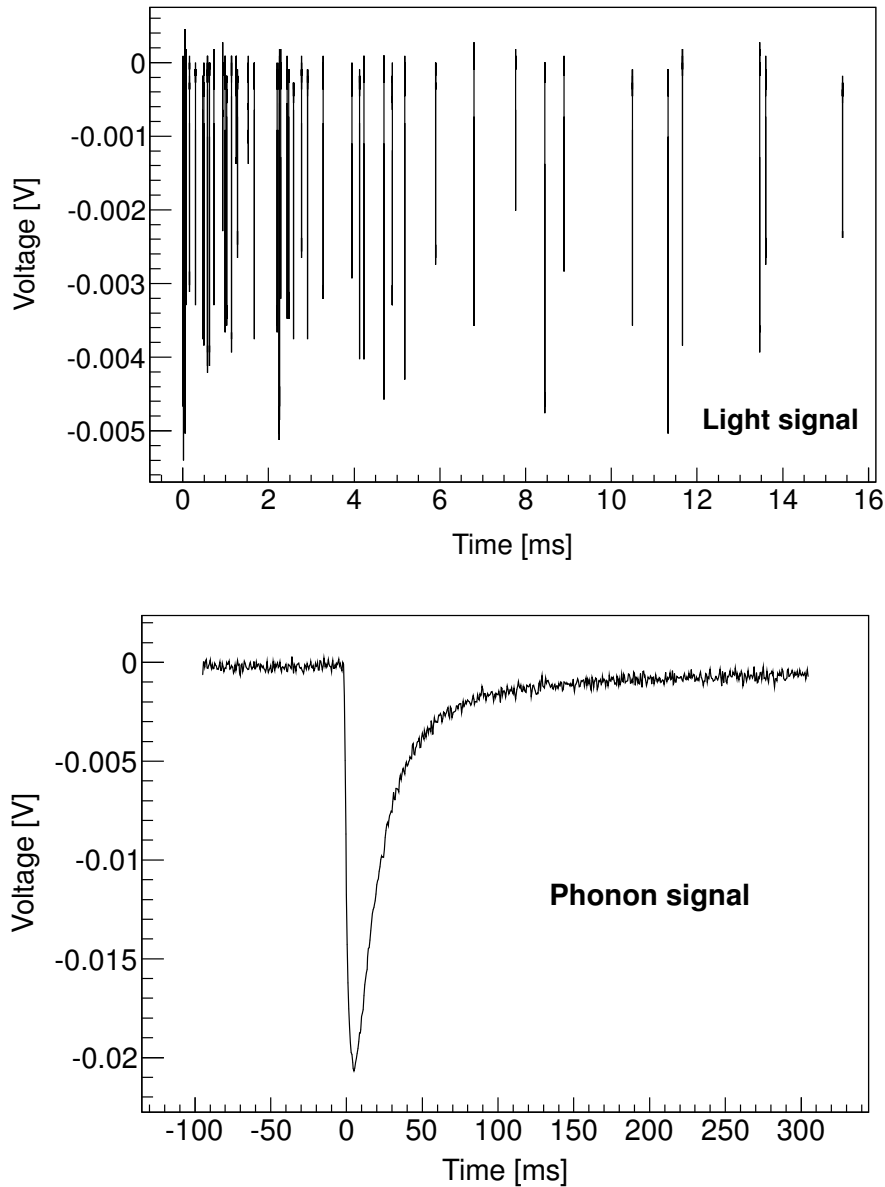 0
-0.001
-0.002
-0.003
-0.004
-0.005
Voltage [V]
Light signal
0 2 4 6 8 10 12 14 16
Time [ms]
0
-0.005
-0.01
-0.015
-0.02
Voltage [V]
Phonon signal
-100 -50 0 50 100 150 200 250 300
Time [ms]